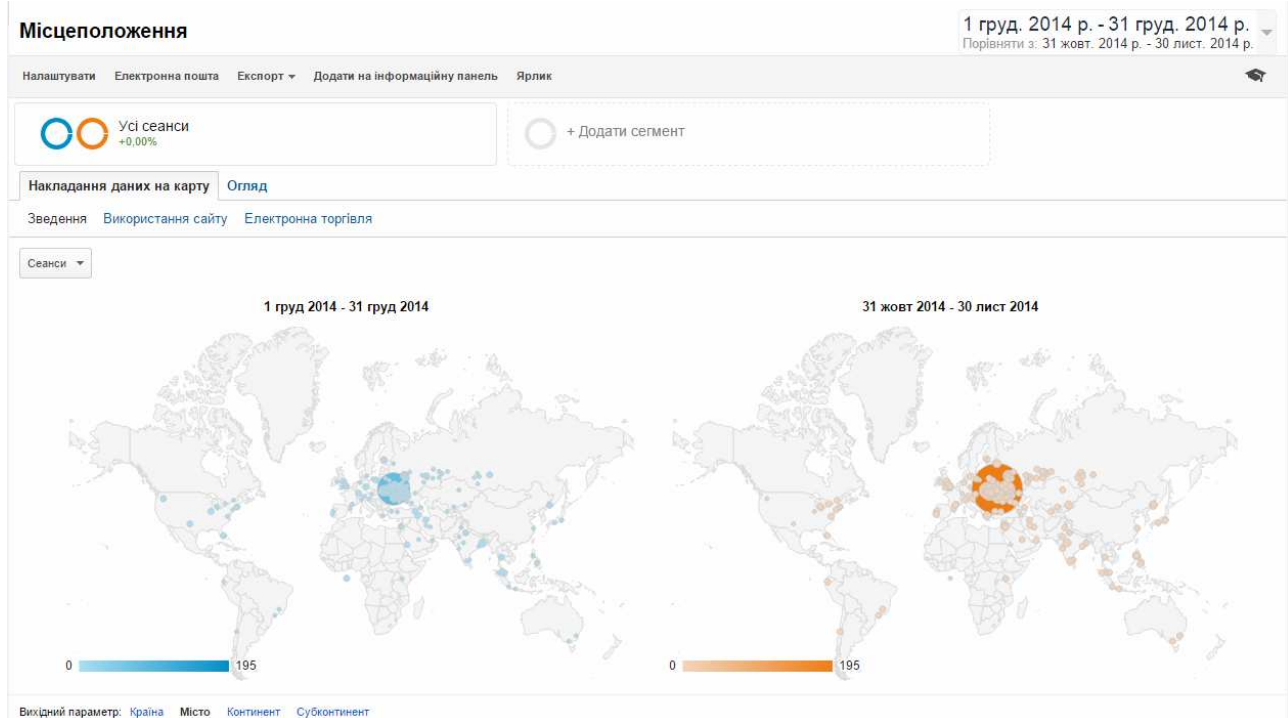 Місцеположення
1 груд. 2014 р. - 31 груд. 2014 р.
Порівняти з: 31 жовт. 2014 р. - 30 лист. 2014 р.
Налаштувати Електронна пошта Експорт Додати на інформаційну панель Ярлик
Усі сеанси
+0,00%
+ Додати сегмент
Накладання даних на карту Огляд
Зведення Використання сайту Електронна торгівля
Сеанси
1 груд 2014 - 31 груд 2014
31 жовт 2014 - 30 лист 2014
0 195
0 195
Вихідний параметр: Країна Місто Континент Субконтинент